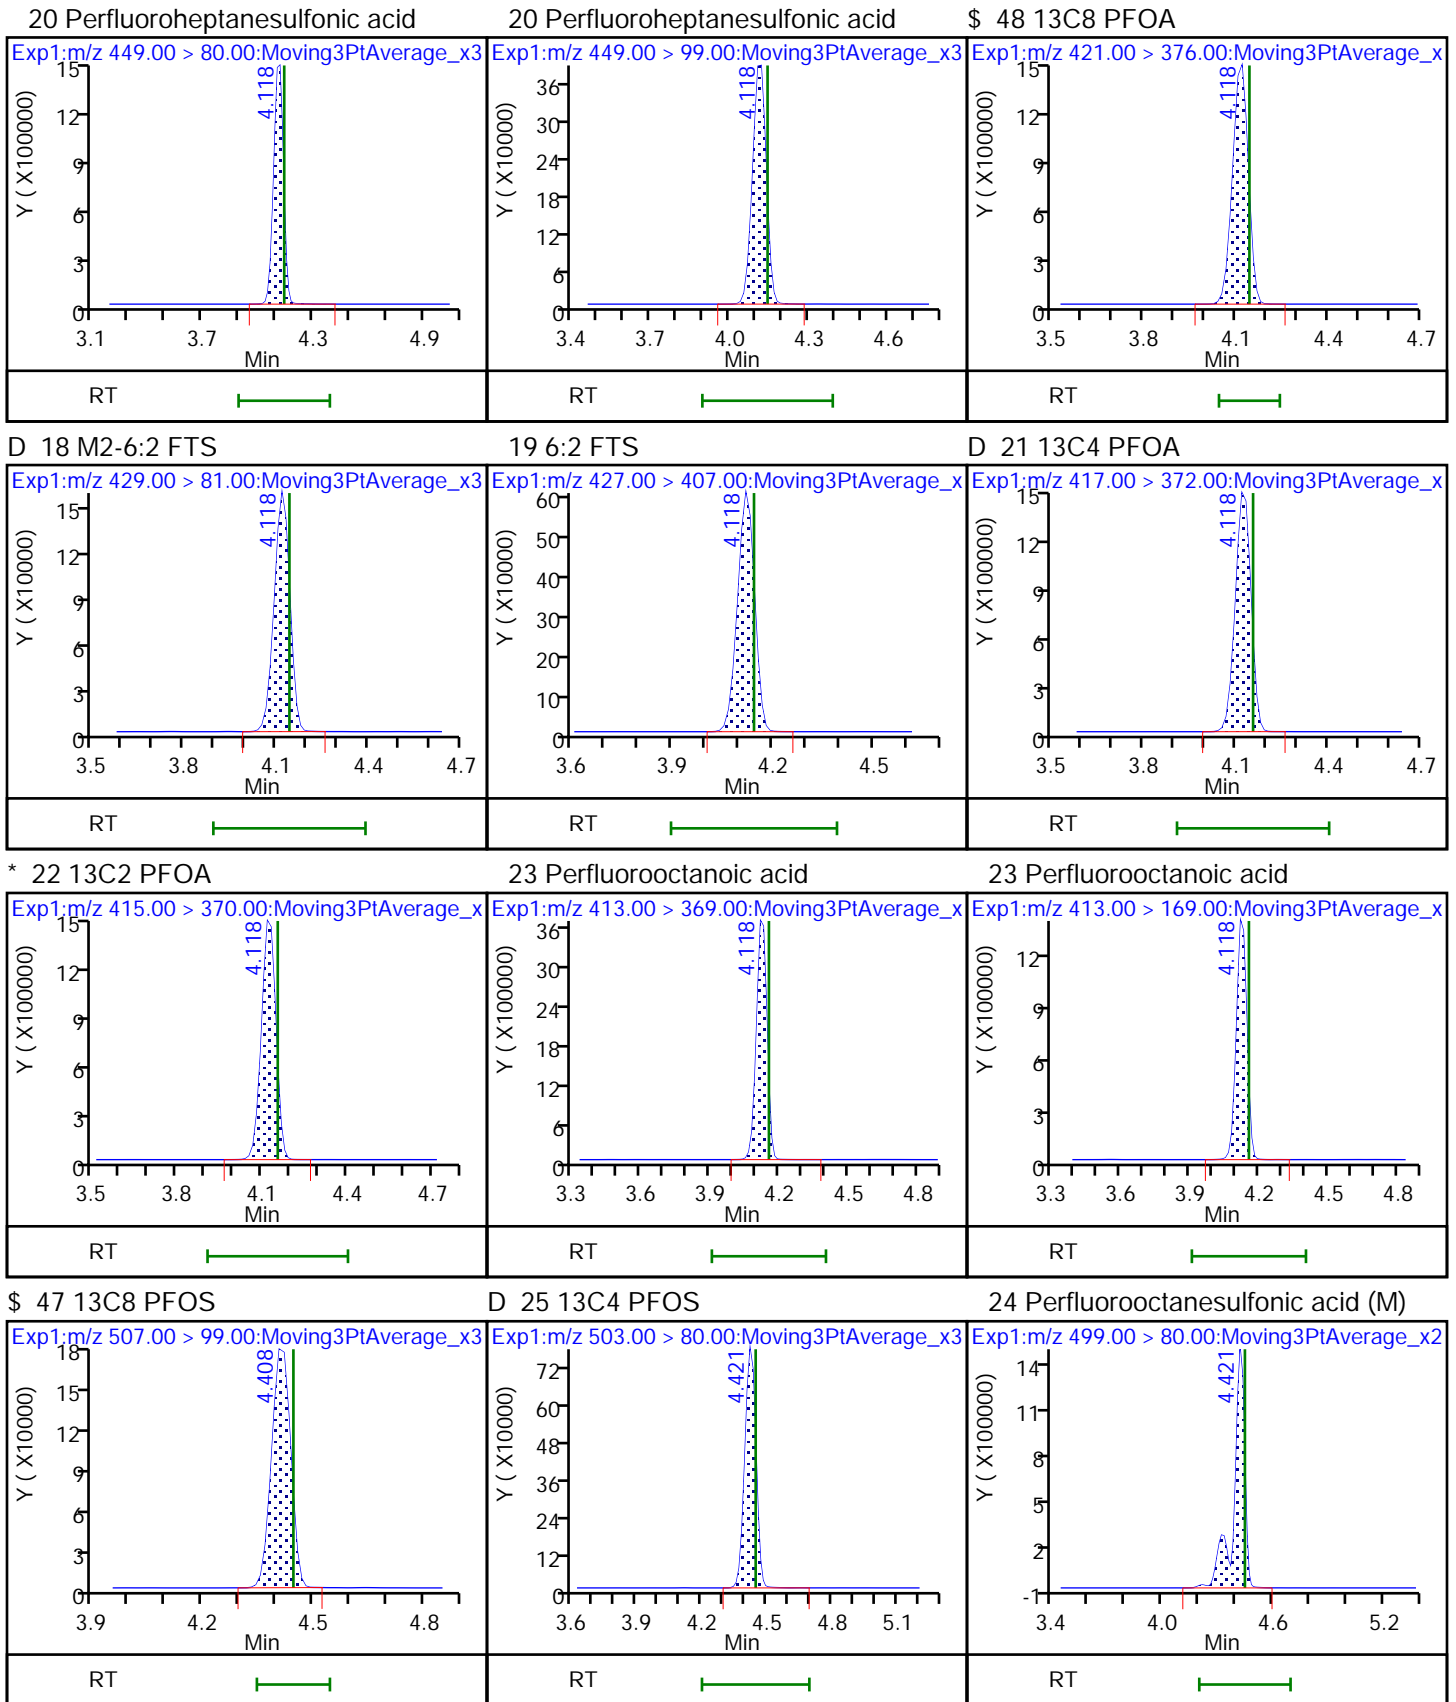 20 Perfluoroheptanesulfonic acid
Exp1:m/z 449.00 > 80.00:Moving3PtAverage_x3
4.118
Y ( X100000)
15
12
9
6
3
0
3.1 3.7 4.3 4.9
Min
RT
20 Perfluoroheptanesulfonic acid
Exp1:m/z 449.00 > 99.00:Moving3PtAverage_x3
4.118
Y ( X10000)
36
30
24
18
12
6
0
3.4 3.7 4.0 4.3 4.6
Min
RT
$ 48 13C8 PFOA
Exp1:m/z 421.00 > 376.00:Moving3PtAverage_x
4.118
Y ( X100000)
15
12
9
6
3
0
3.5 3.8 4.1 4.4 4.7
Min
RT
D 18 M2-6:2 FTS
Exp1:m/z 429.00 > 81.00:Moving3PtAverage_x3
4.118
Y ( X10000)
15
12
9
6
3
0
3.5 3.8 4.1 4.4 4.7
Min
RT
19 6:2 FTS
Exp1:m/z 427.00 > 407.00:Moving3PtAverage_x
4.118
Y ( X10000)
60
50
40
30
20
10
0
3.6 3.9 4.2 4.5
Min
RT
D 21 13C4 PFOA
Exp1:m/z 417.00 > 372.00:Moving3PtAverage_x
4.118
Y ( X100000)
12
9
6
3
0
3.5 3.8 4.1 4.4 4.7
Min
RT
* 22 13C2 PFOA
Exp1:m/z 415.00 > 370.00:Moving3PtAverage_x
4.118
Y ( X100000)
15
12
9
6
3
0
3.5 3.8 4.1 4.4 4.7
Min
RT
23 Perfluorooctanoic acid
Exp1:m/z 413.00 > 369.00:Moving3PtAverage_x
4.118
Y ( X100000)
36
30
24
18
12
6
0
3.3 3.6 3.9 4.2 4.5 4.8
Min
RT
23 Perfluorooctanoic acid
Exp1:m/z 413.00 > 169.00:Moving3PtAverage_x
4.118
Y ( X100000)
12
9
6
3
0
3.3 3.6 3.9 4.2 4.5 4.8
Min
RT
$ 47 13C8 PFOS
Exp1:m/z 507.00 > 99.00:Moving3PtAverage_x3
4.408
Y ( X10000)
18
15
12
9
6
3
0
3.9 4.2 4.5 4.8
Min
RT
D 25 13C4 PFOS
Exp1:m/z 503.00 > 80.00:Moving3PtAverage_x3
4.421
Y ( X10000)
72
60
48
36
24
12
0
3.6 3.9 4.2 4.5 4.8 5.1
Min
RT
24 Perfluorooctanesulfonic acid (M)
Exp1:m/z 499.00 > 80.00:Moving3PtAverage_x2
4.421
Y ( X100000)
14
11
8
5
2
-1
3.4 4.0 4.6 5.2
Min
RT